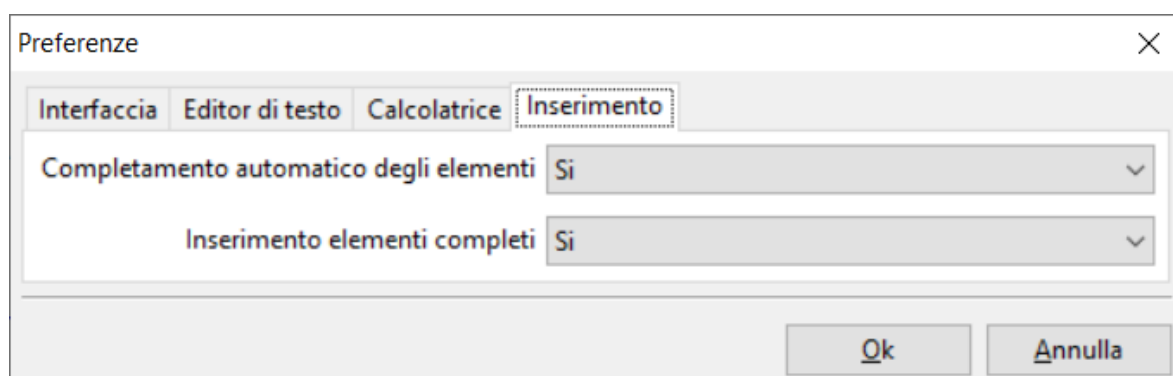 Preferenze
Interfaccia Editor di testo Calcolatrice Inserimento
Completamento automatico degli elementi Si
Inserimento elementi completi Si
Ok Annulla